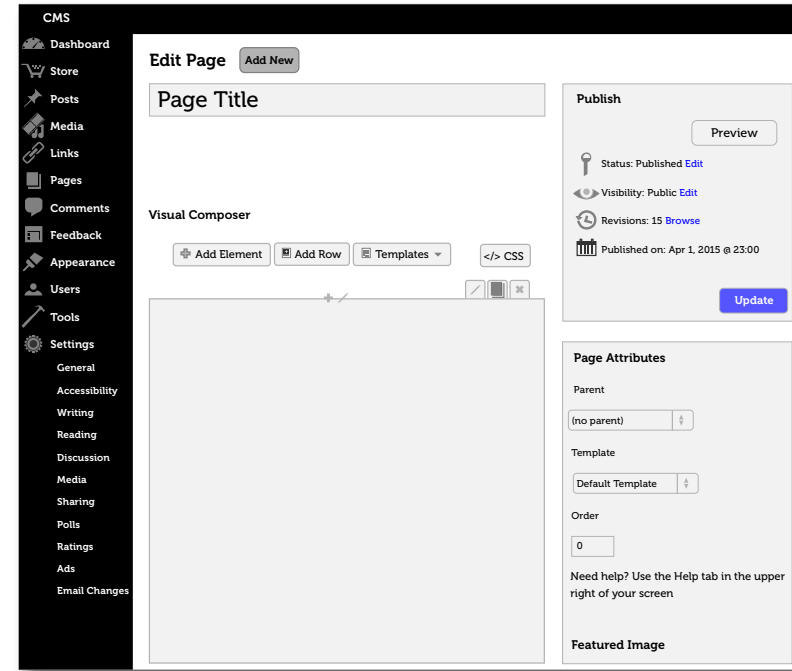 CMS
Dashboard
Store
Posts
Media
Links
Pages
Comments
Feedback
Appearance
Users
Tools
Settings
General
Accessibility
Writing
Reading
Discussion
Media
Sharing
Polls
Ratings
Ads
Email Changes
Edit Page
Add New
Page Title
Visual Composer
Add Element
Add Row
Templates
</> CSS
Publish
Preview
Status: Published Edit
Visibility: Public Edit
Revisions: 15 Browse
Published on: Apr 1, 2015 @ 23:00
Update
Page Attributes
Parent
(no parent)
Template
Default Template
Order
0
Need help? Use the Help tab in the upper
right of your screen
Featured Image